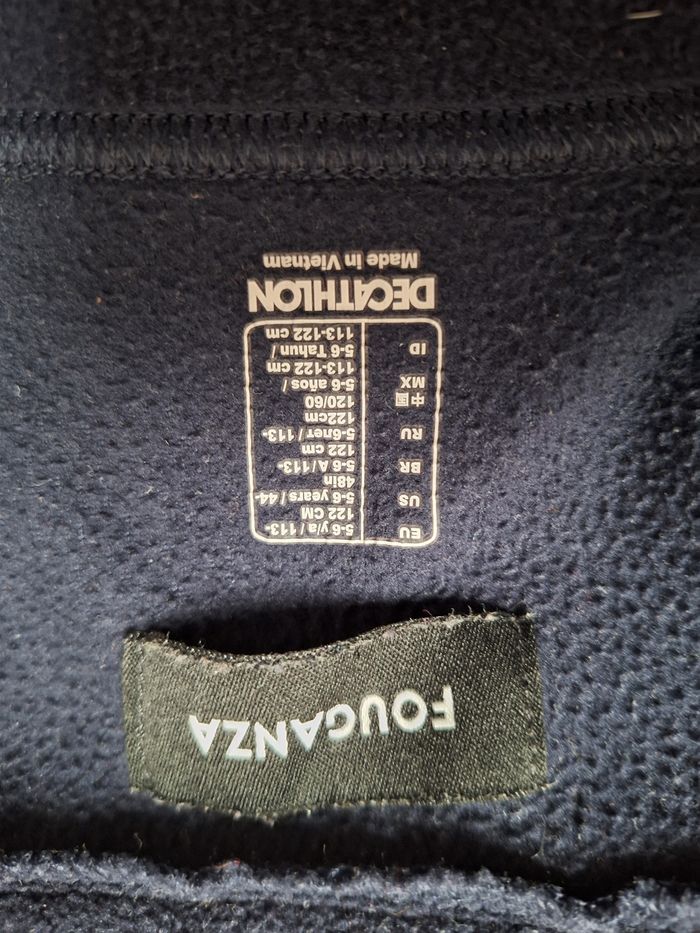 FOUGANZA
EU 5-6 y/a / 113-
122 CM
US 5-6 years / 44-
48in
BR 5-6 A / 113-
122 cm
RU 5-6лет / 113-
122cm
中国 120/60
MX 5-6 años /
113-122 cm
ID 5-6 Tahun /
113-122 cm
DECATHLON
Made in Vietnam